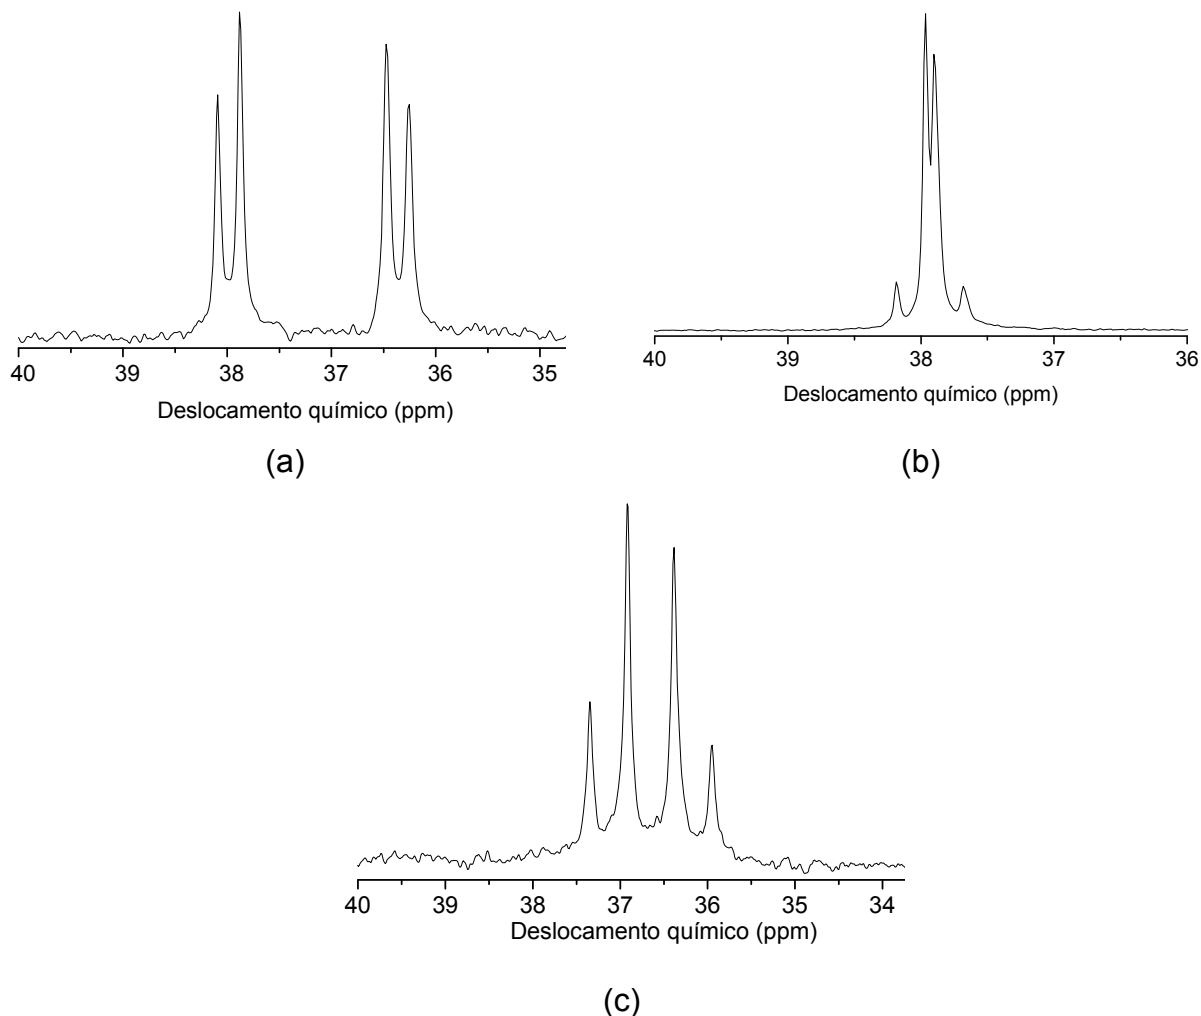 40 39 38 37 36 35
Deslocamento químico (ppm)
(a)
40 39 38 37 36
Deslocamento químico (ppm)
(b)
40 39 38 37 36 35 34
Deslocamento químico (ppm)
(c)